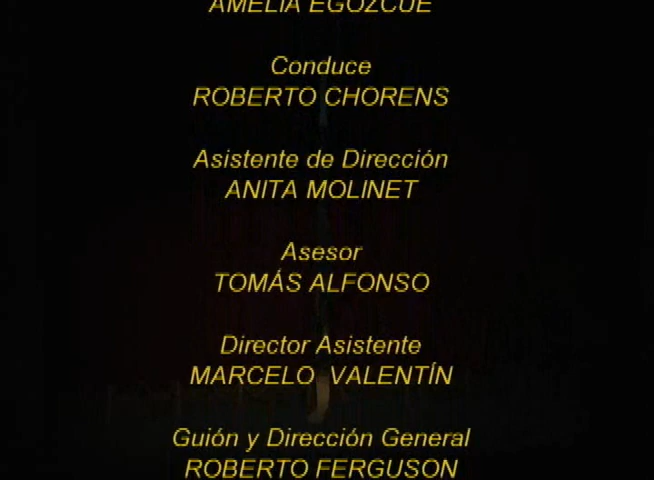 AMELIA EGOZCUE
Conduce
ROBERTO CHORENS
Asistente de Dirección
ANITA MOLINET
Asesor
TOMÁS ALFONSO
Director Asistente
MARCELO VALENTÍN
Guión y Dirección General
ROBERTO FERGUSON